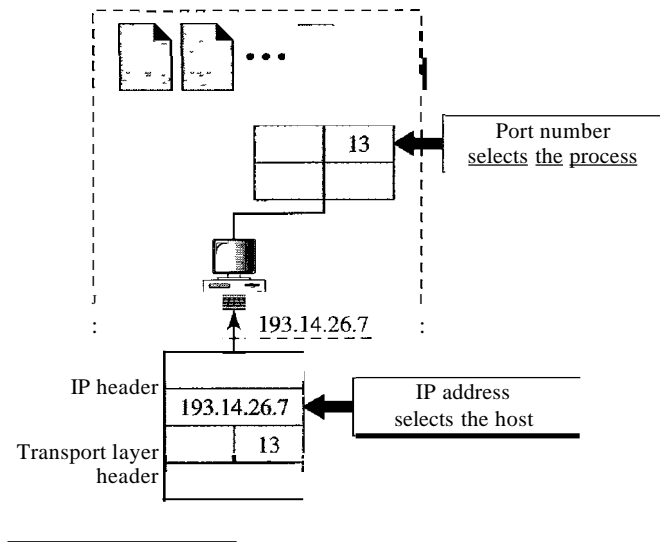 13
Port number
selects the process
193.14.26.7
IP header
193.14.26.7
IP address
selects the host
13
Transport layer
header